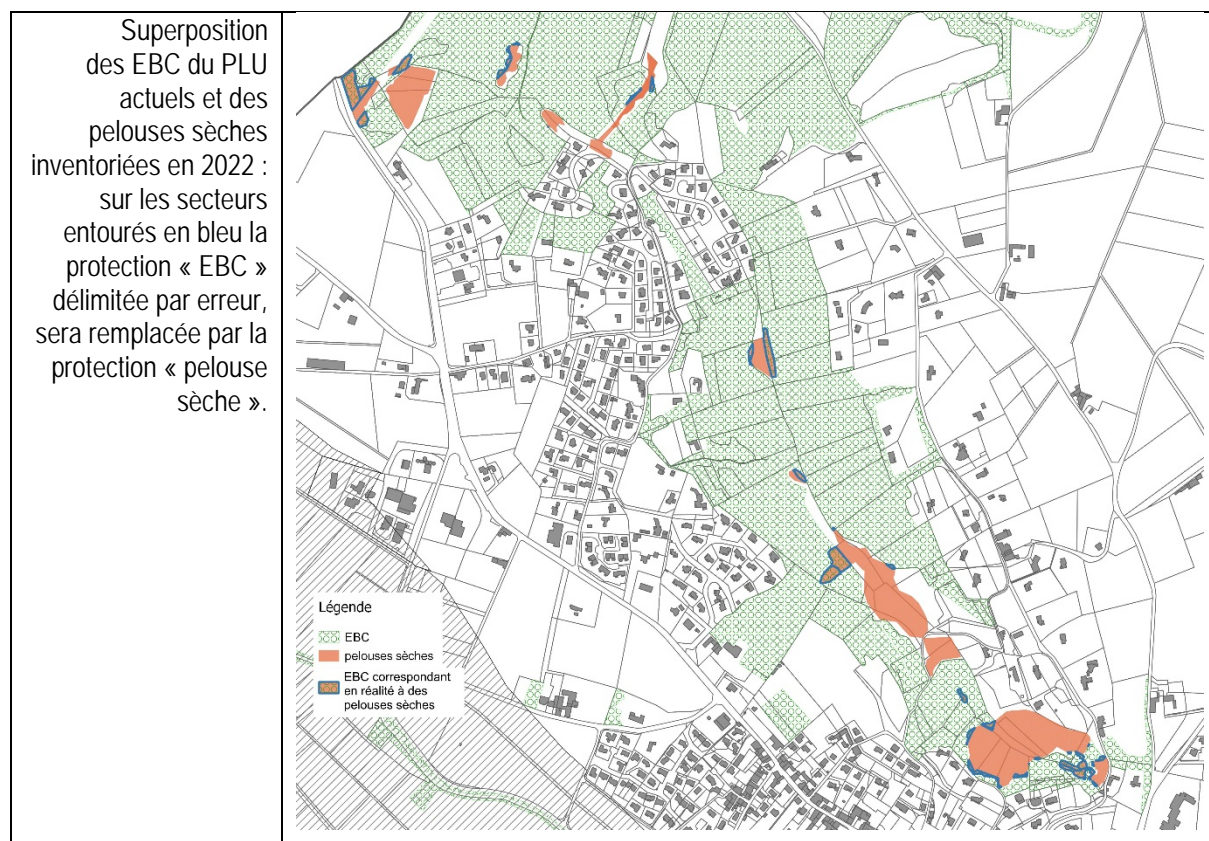 Superposition
des EBC du PLU
actuels et des
pelouses sèches
inventoriées en 2022 :
sur les secteurs
entourés en bleu la
protection « EBC »
délimitée par erreur,
sera remplacée par la
protection « pelouse
sèche ».
Légende
EBC
pelouses sèches
EBC correspondant
en réalité à des
pelouses sèches